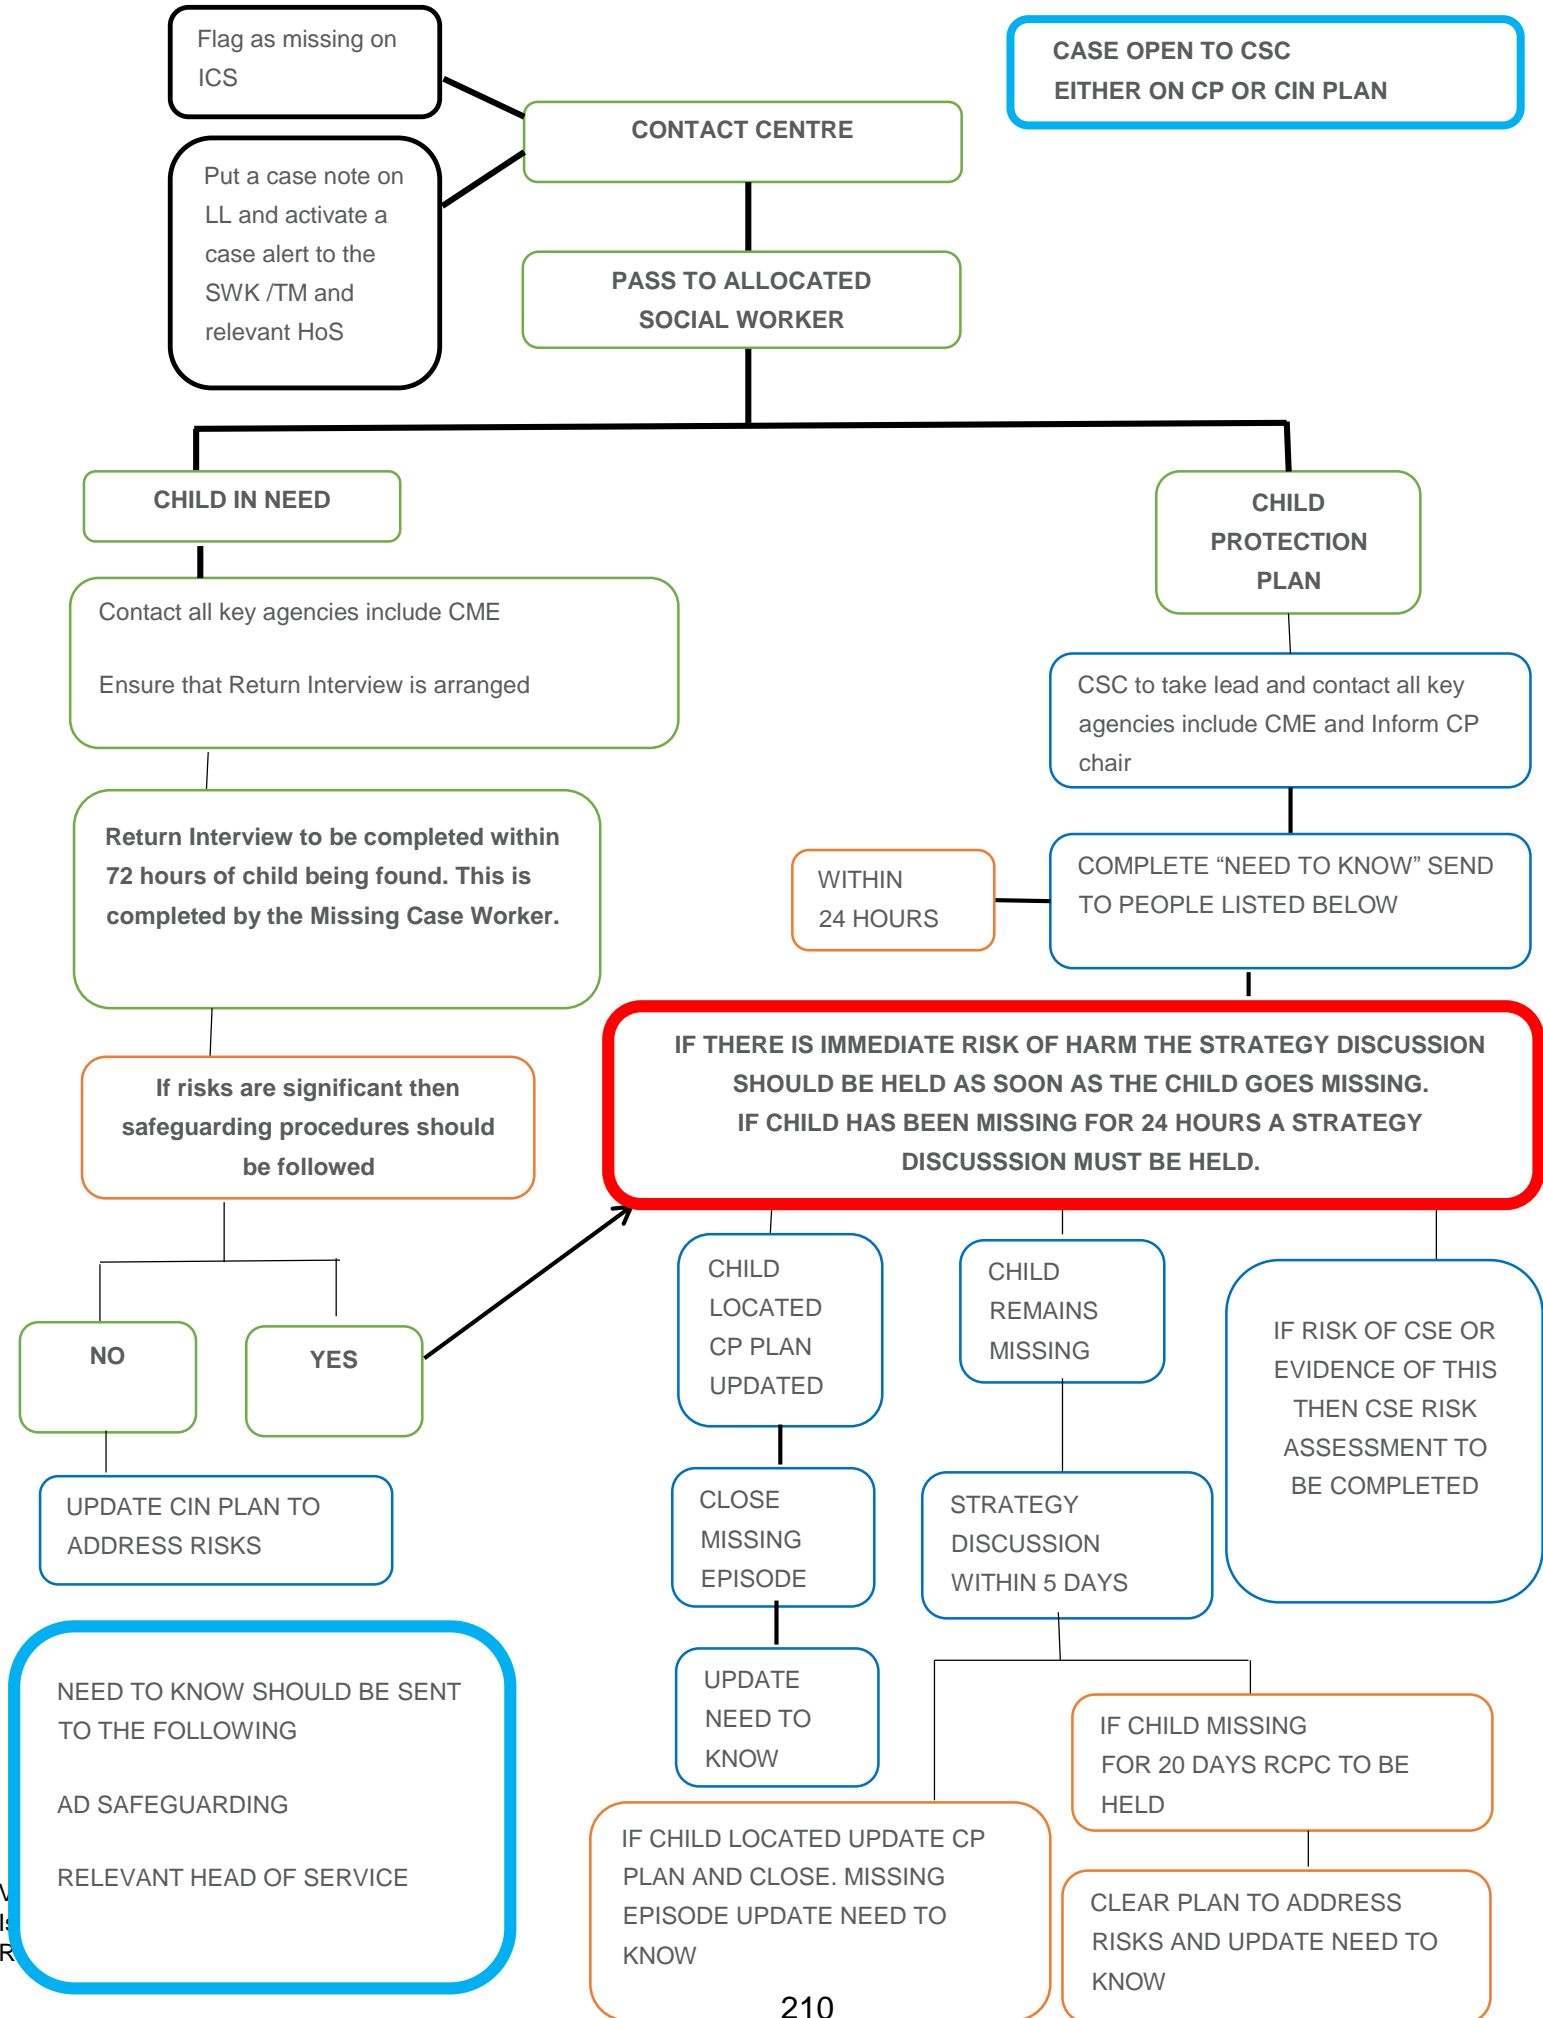 Flag as missing on
ICS
CASE OPEN TO CSC
EITHER ON CP OR CIN PLAN
CONTACT CENTRE
Put a case note on
LL and activate a
case alert to the
SWK /TM and
relevant HoS
PASS TO ALLOCATED
SOCIAL WORKER
CHILD IN NEED
CHILD
PROTECTION
PLAN
Contact all key agencies include CME
Ensure that Return Interview is arranged
CSC to take lead and contact all key
agencies include CME and Inform CP
chair
Return Interview to be completed within
72 hours of child being found. This is
completed by the Missing Case Worker.
WITHIN
24 HOURS
COMPLETE “NEED TO KNOW” SEND
TO PEOPLE LISTED BELOW
IF THERE IS IMMEDIATE RISK OF HARM THE STRATEGY DISCUSSION
SHOULD BE HELD AS SOON AS THE CHILD GOES MISSING.
IF CHILD HAS BEEN MISSING FOR 24 HOURS A STRATEGY
DISCUSSSION MUST BE HELD.
If risks are significant then
safeguarding procedures should
be followed
NO
YES
CHILD
LOCATED
CP PLAN
UPDATED
CHILD
REMAINS
MISSING
IF RISK OF CSE OR
EVIDENCE OF THIS
THEN CSE RISK
ASSESSMENT TO
BE COMPLETED
UPDATE CIN PLAN TO
ADDRESS RISKS
CLOSE
MISSING
EPISODE
STRATEGY
DISCUSSION
WITHIN 5 DAYS
NEED TO KNOW SHOULD BE SENT
TO THE FOLLOWING
AD SAFEGUARDING
RELEVANT HEAD OF SERVICE
UPDATE
NEED TO
KNOW
IF CHILD MISSING
FOR 20 DAYS RCPC TO BE
HELD
IF CHILD LOCATED UPDATE CP
PLAN AND CLOSE. MISSING
EPISODE UPDATE NEED TO
KNOW
CLEAR PLAN TO ADDRESS
RISKS AND UPDATE NEED TO
KNOW
210